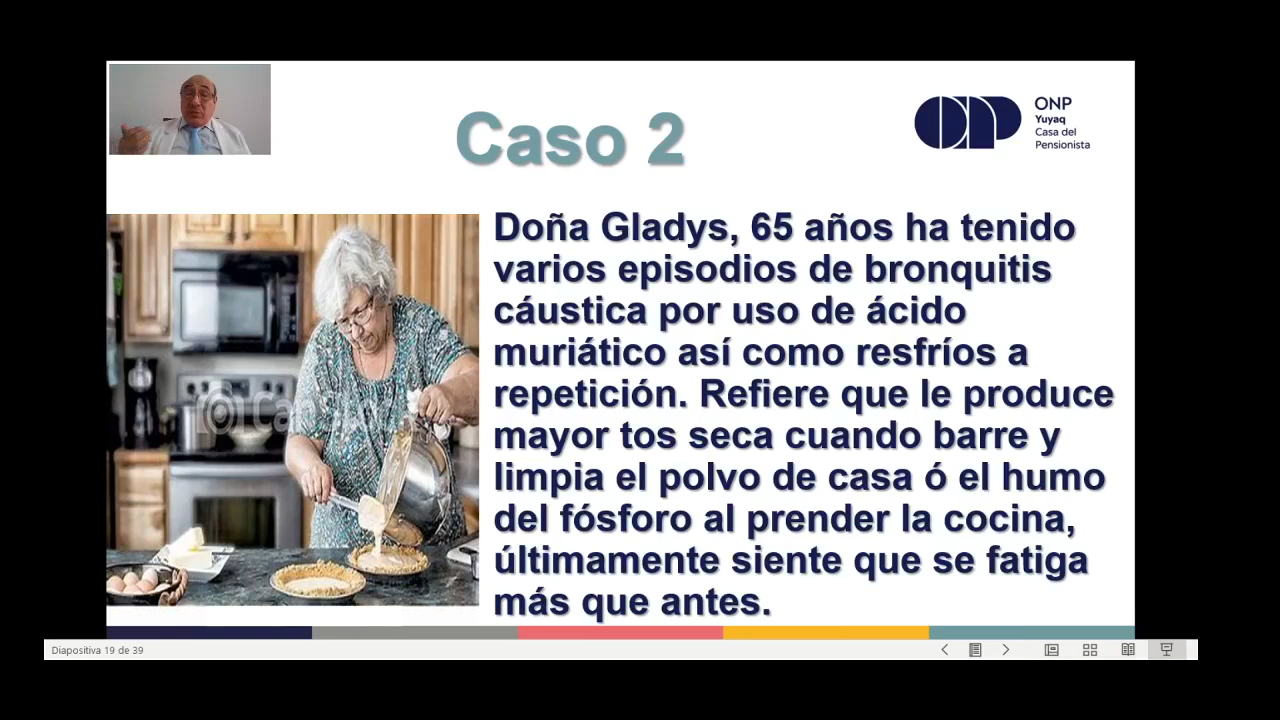 Caso 2
ONP
Yuyaq
Casa del
Pensionista
Doña Gladys, 65 años ha tenido
varios episodios de bronquitis
cáustica por uso de ácido
muriático así como resfríos a
repetición. Refiere que le produce
mayor tos seca cuando barre y
limpia el polvo de casa ó el humo
del fósforo al prender la cocina,
últimamente siente que se fatiga
más que antes.
Diapositiva 19 de 39